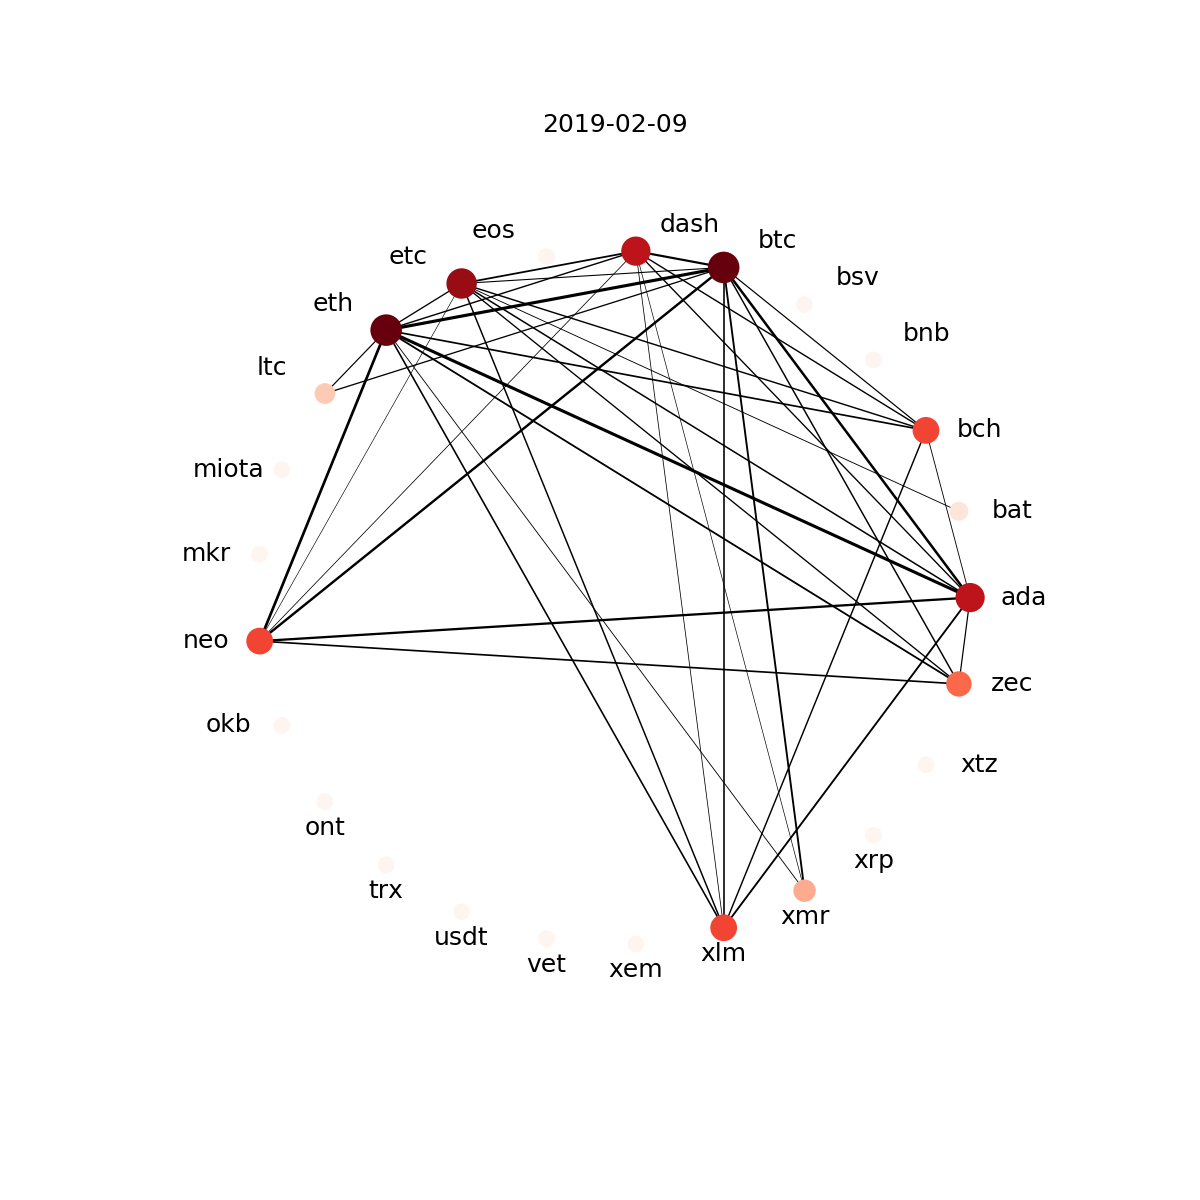 2019-02-09
dash
eos
btc
etc
bsv
eth
bnb
ltc
bch
miota
bat
mkr
ada
neo
zec
okb
xtz
ont
xrp
trx
xmr
usdt
xlm
vet
xem